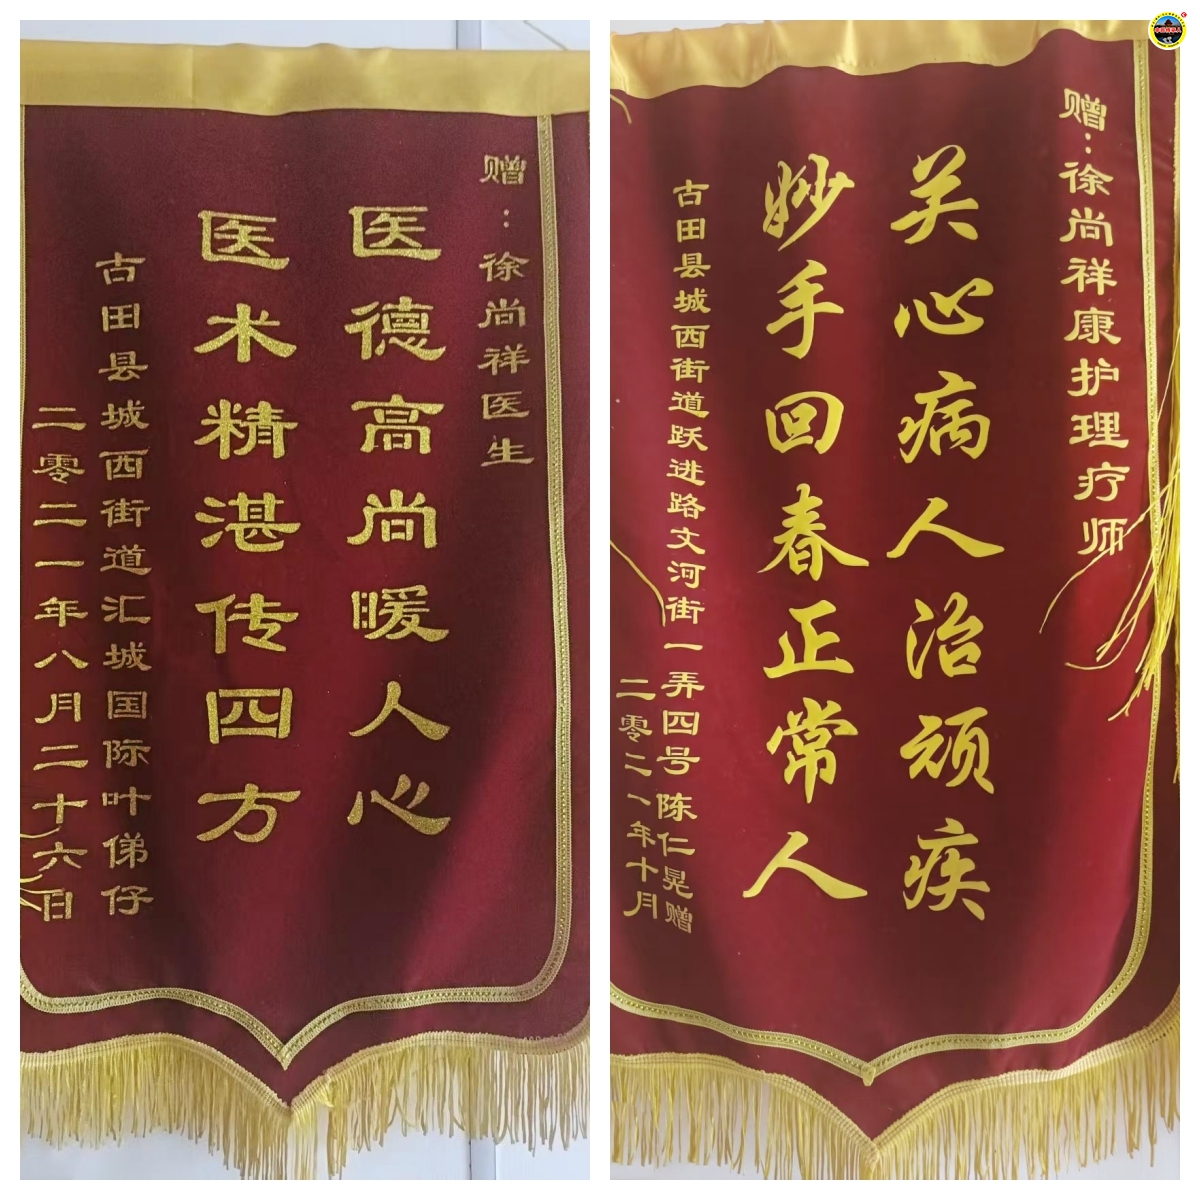 赠：徐尚祥医生
医德高尚暖人心
医术精湛传四方
古田县城西街道汇城国际叶俤仔
二零二一年八月二十六日
赠：徐尚祥康护理疗师
关心病人治顽疾
妙手回春正常人
古田县城西街道跃进路文河街一弄四号陈仁晃赠
二零二一年十月